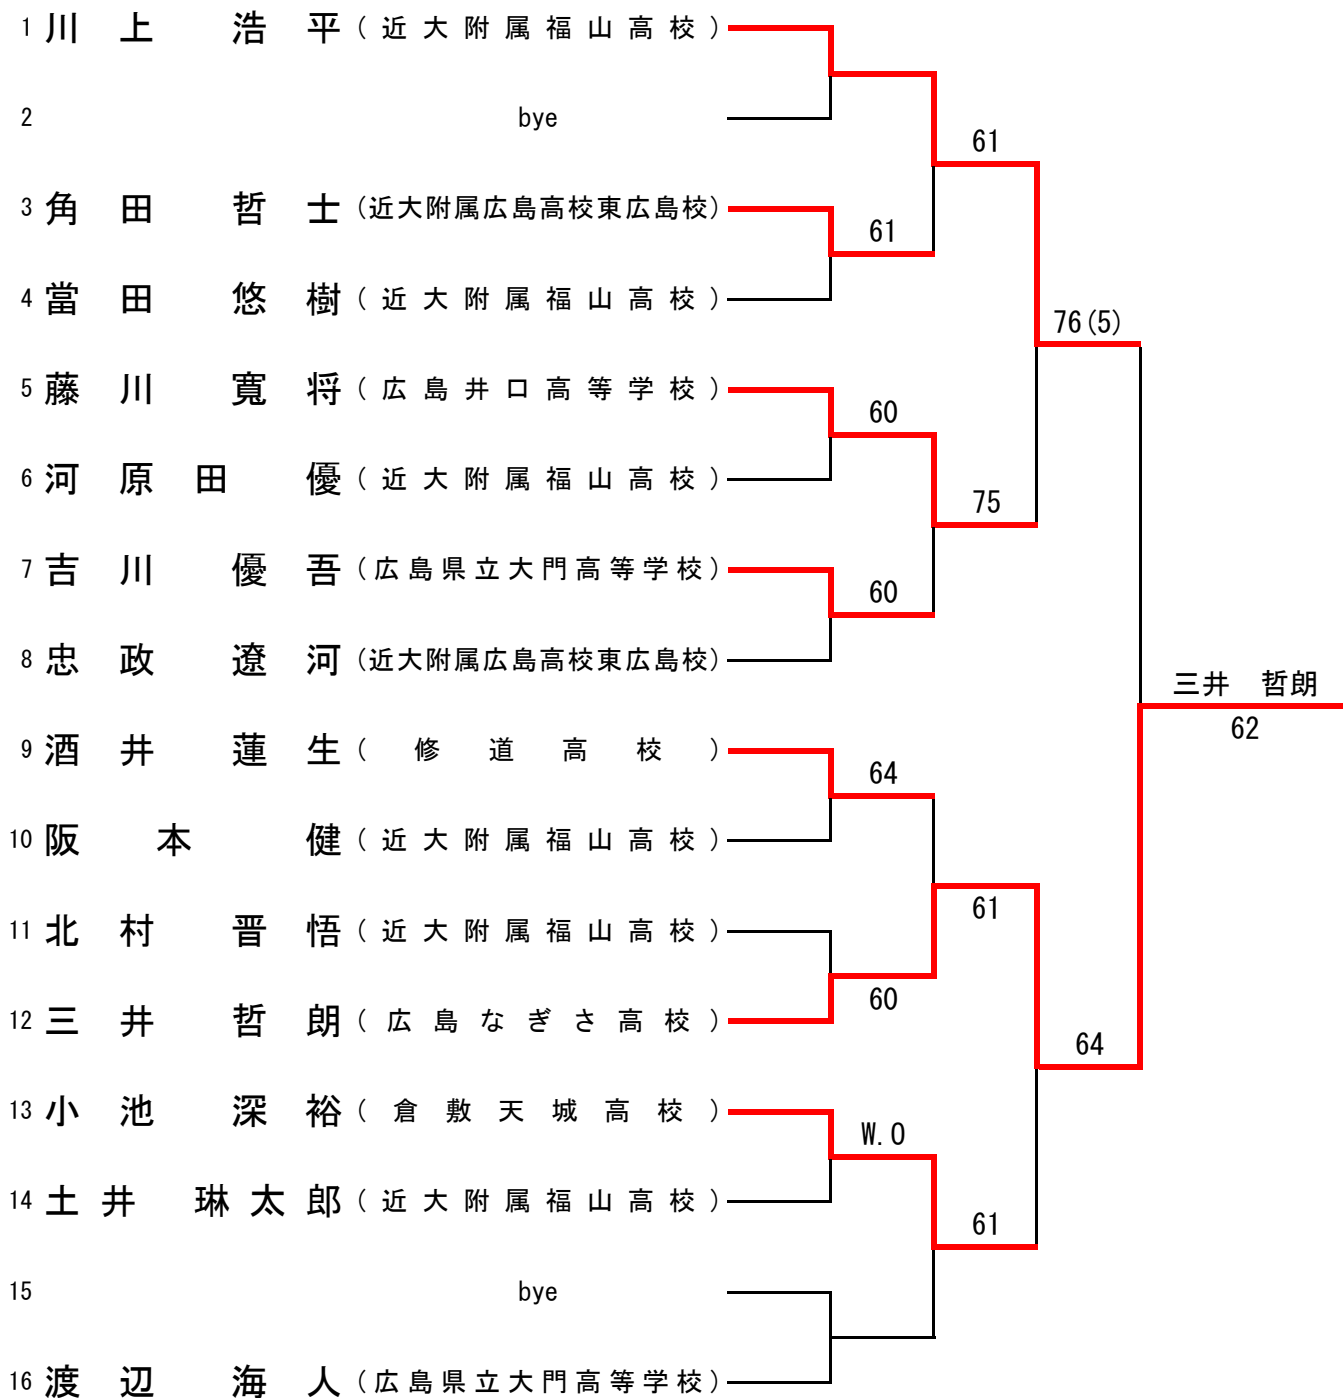 1 川上 浩平 (近大附属福山高校)
2 bye
61
3 角田 哲士 (近大附属広島高校東広島校)
61
4 當田 悠樹 (近大附属福山高校)
76(5)
5 藤川 寛将 (広島井口高等学校)
60
6 河原田 優 (近大附属福山高校)
75
7 吉川 優吾 (広島県立大門高等学校)
60
8 忠政 遼河 (近大附属広島高校東広島校)
三井 哲朗
62
9 酒井 蓮生 (修道高校)
64
10 阪本 健 (近大附属福山高校)
61
11 北村 晋悟 (近大附属福山高校)
60
12 三井 哲朗 (広島なぎさ高校)
64
13 小池 深裕 (倉敷天城高校)
W.O
14 土井 琳太郎 (近大附属福山高校)
61
15 bye
16 渡辺 海人 (広島県立大門高等学校)